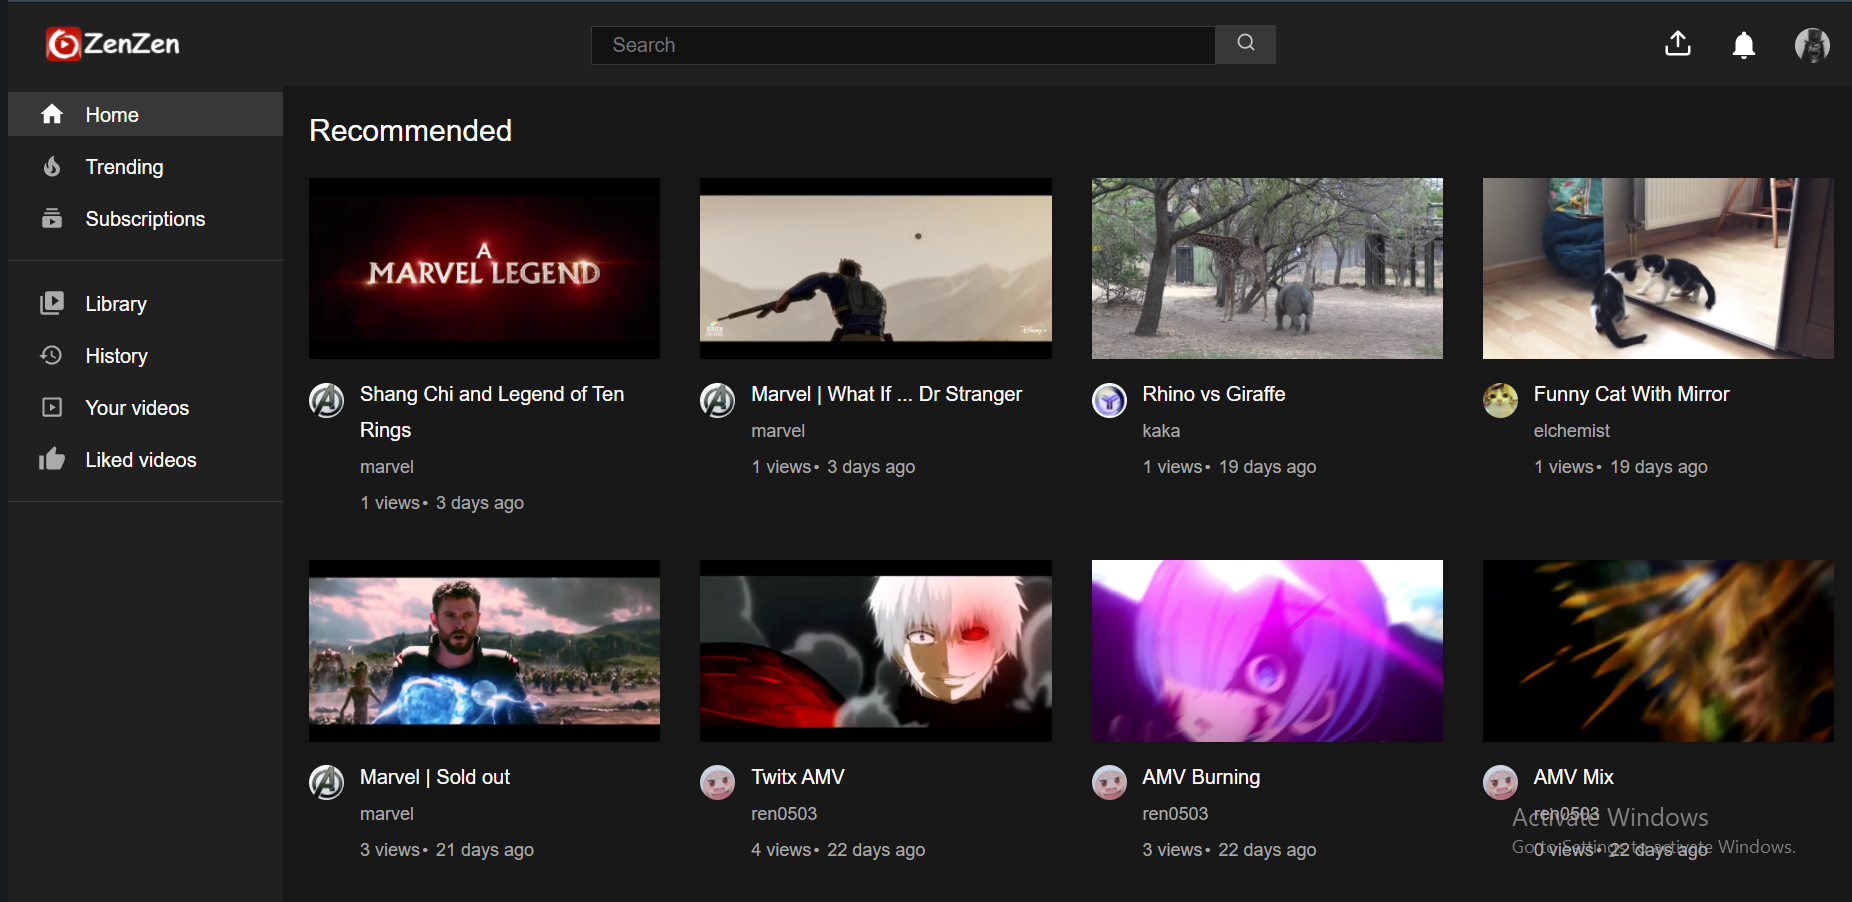 ZenZen
Search
Home
Trending
Subscriptions
Library
History
Your videos
Liked videos
Recommended
A
MARVEL LEGEND
Disney+
Shang Chi and Legend of Ten
Rings
marvel
1 views• 3 days ago
Marvel | What If ... Dr Stranger
marvel
1 views• 3 days ago
Rhino vs Giraffe
kaka
1 views• 19 days ago
Funny Cat With Mirror
elchemist
1 views• 19 days ago
Marvel | Sold out
marvel
3 views• 21 days ago
Twitx AMV
ren0503
4 views• 22 days ago
AMV Burning
ren0503
3 views• 22 days ago
AMV Mix
ren0503
0 views• 22 days ago
Activate Windows
Go to Settings to activate Windows.